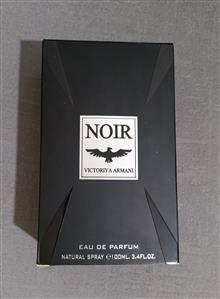 NOIR
VICTORIYA ARMANI
EAU DE PARFUM
NATURAL SPRAY ℮100ML. 3.4FL.OZ.